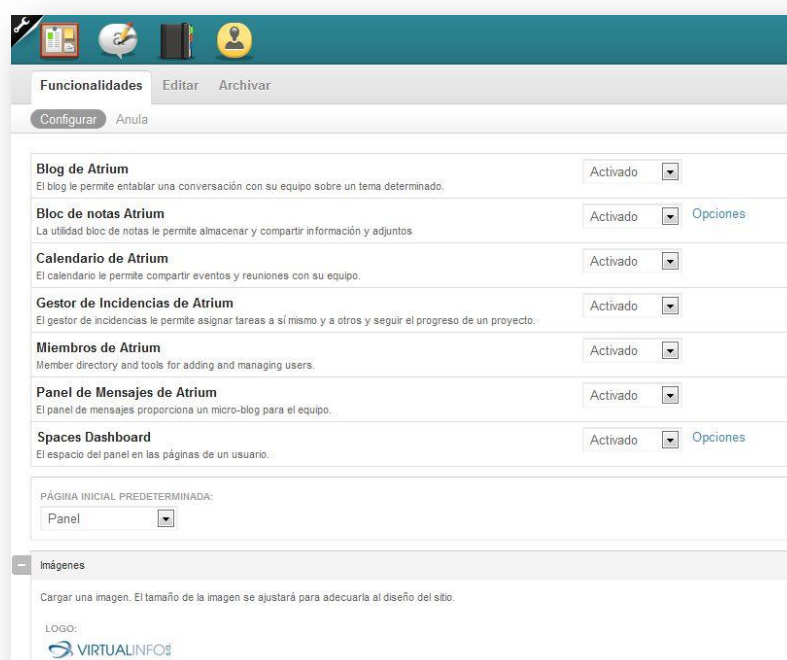 Funcionalidades Editar Archivar
Configurar Anula
Blog de Atrium
El blog le permite entablar una conversación con su equipo sobre un tema determinado.
Activado
Bloc de notas Atrium
La utilidad bloc de notas le permite almacenar y compartir información y adjuntos
Activado Opciones
Calendario de Atrium
El calendario le permite compartir eventos y reuniones con su equipo.
Activado
Gestor de Incidencias de Atrium
El gestor de incidencias le permite asignar tareas a sí mismo y a otros y seguir el progreso de un proyecto.
Activado
Miembros de Atrium
Member directory and tools for adding and managing users.
Activado
Panel de Mensajes de Atrium
El panel de mensajes proporciona un micro-blog para el equipo.
Activado
Spaces Dashboard
El espacio del panel en las páginas de un usuario.
Activado Opciones
PÁGINA INICIAL PREDETERMINADA:
Panel
Imágenes
Cargar una imagen. El tamaño de la imagen se ajustará para adecuarla al diseño del sitio.
LOGO:
VIRTUALINFO